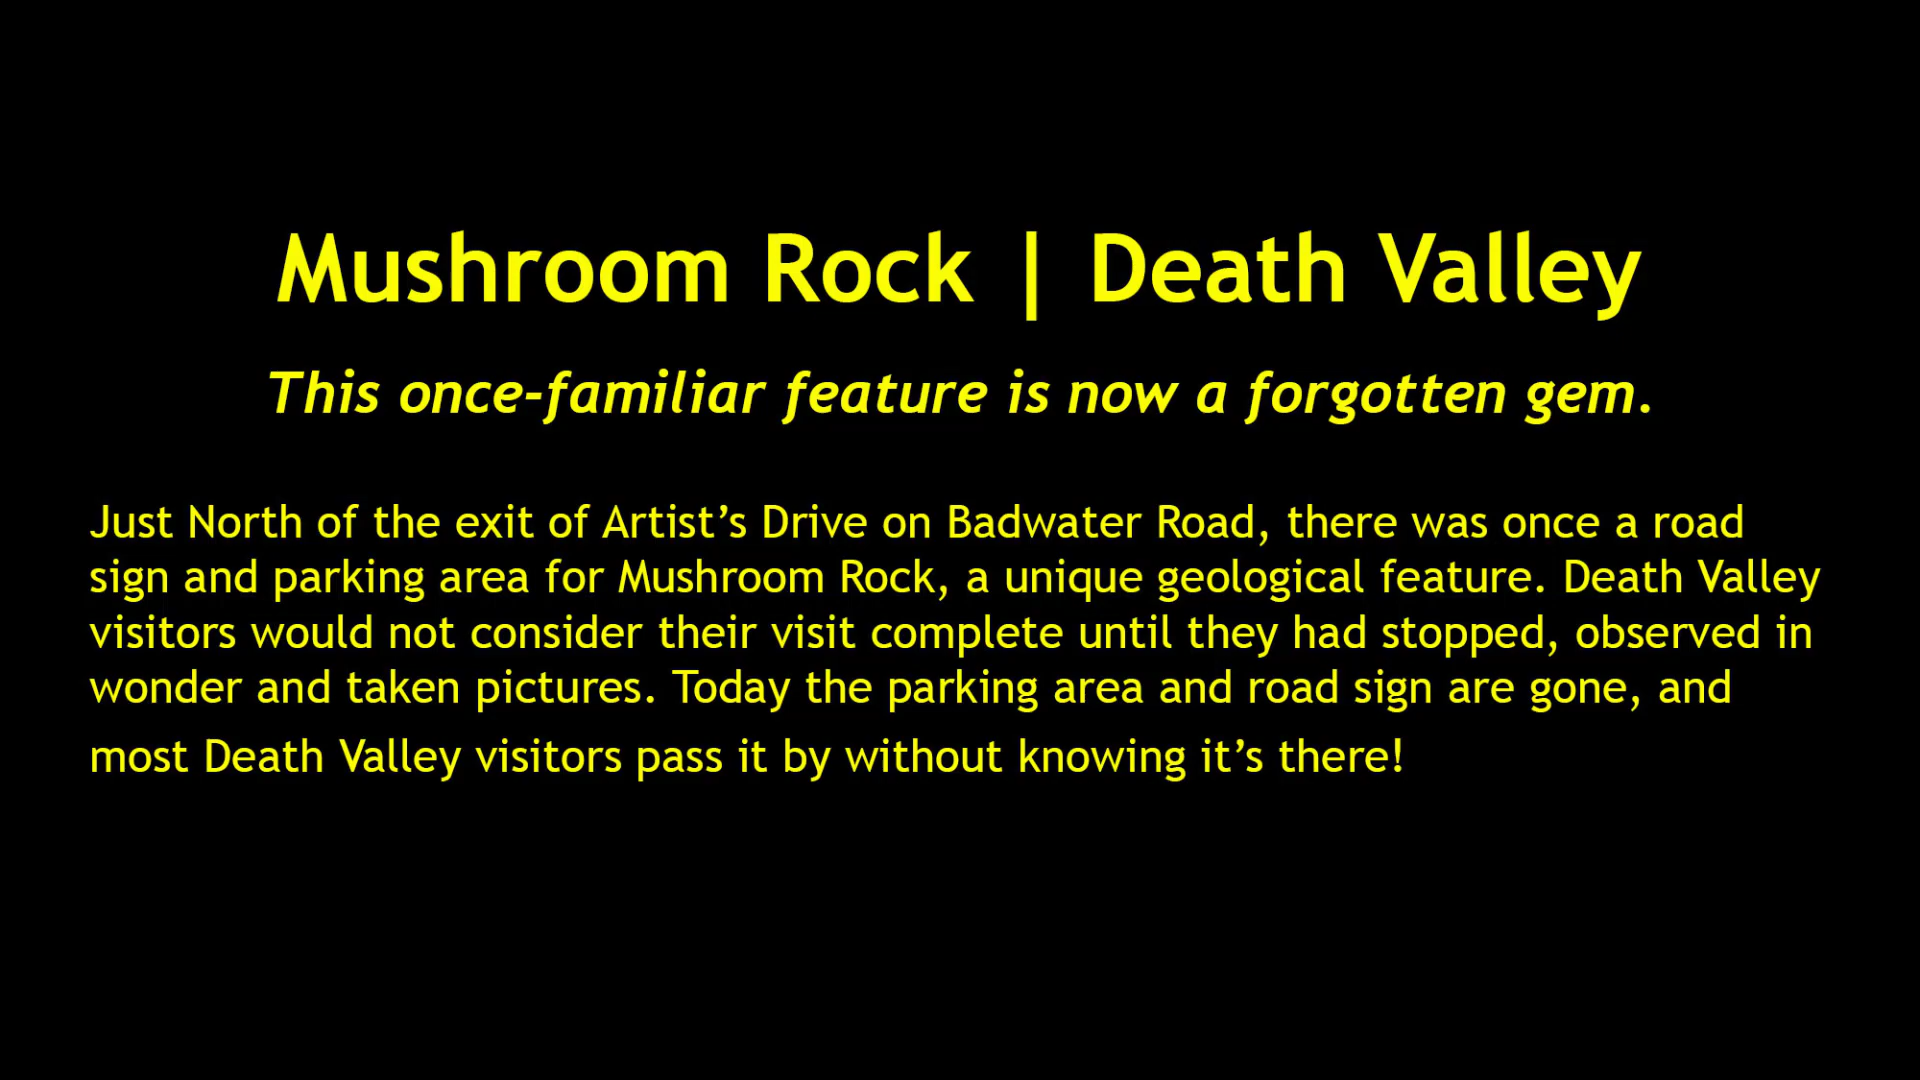 Mushroom Rock | Death Valley
This once-familiar feature is now a forgotten gem.
Just North of the exit of Artist’s Drive on Badwater Road, there was once a road
sign and parking area for Mushroom Rock, a unique geological feature. Death Valley
visitors would not consider their visit complete until they had stopped, observed in
wonder and taken pictures. Today the parking area and road sign are gone, and
most Death Valley visitors pass it by without knowing it’s there!